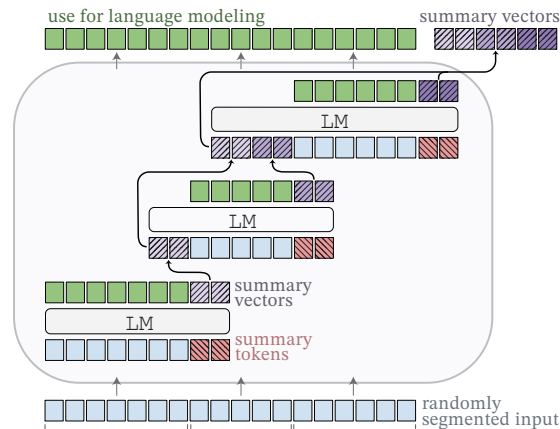 use for language modeling
summary vectors
LM
LM
summary
vectors
LM
summary
tokens
randomly
segmented input